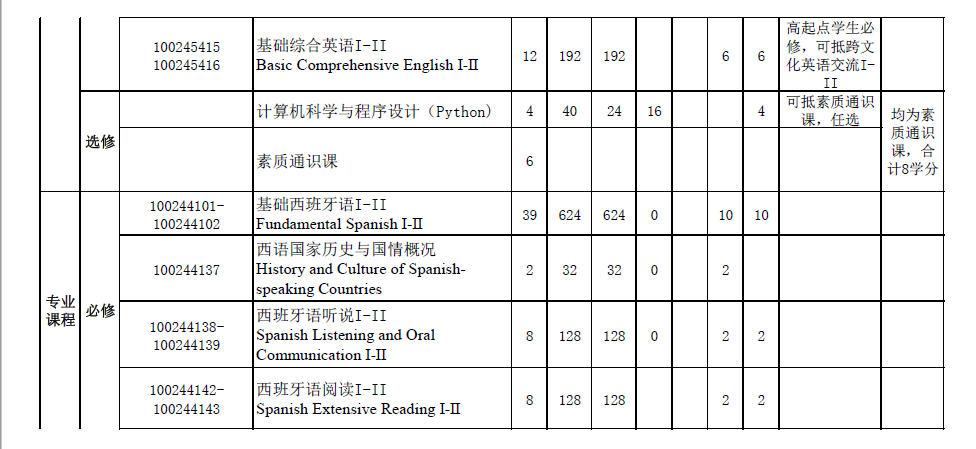 100245415
100245416
基础综合英语I-II
Basic Comprehensive English I-II
12 192 192 6 6
高起点学生必
修，可抵跨文
化英语交流I-
II
选修
计算机科学与程序设计（Python)
4 40 24 16 4
可抵素质通识
课，任选
素质通识课
6
均为素
质通识
课，合
计8学分
专业
课程
必修
100244101-
100244102
基础西班牙语I-II
Fundamental Spanish I-II
39 624 624 0 10 10
100244137
西语国家历史与国情概况
History and Culture of Spanish-
speaking Countries
2 32 32 0 2
100244138-
100244139
西班牙语听说I-II
Spanish Listening and Oral
Communication I-II
8 128 128 0 2 2
100244142-
100244143
西班牙语阅读I-II
Spanish Extensive Reading I-II
8 128 128 2 2